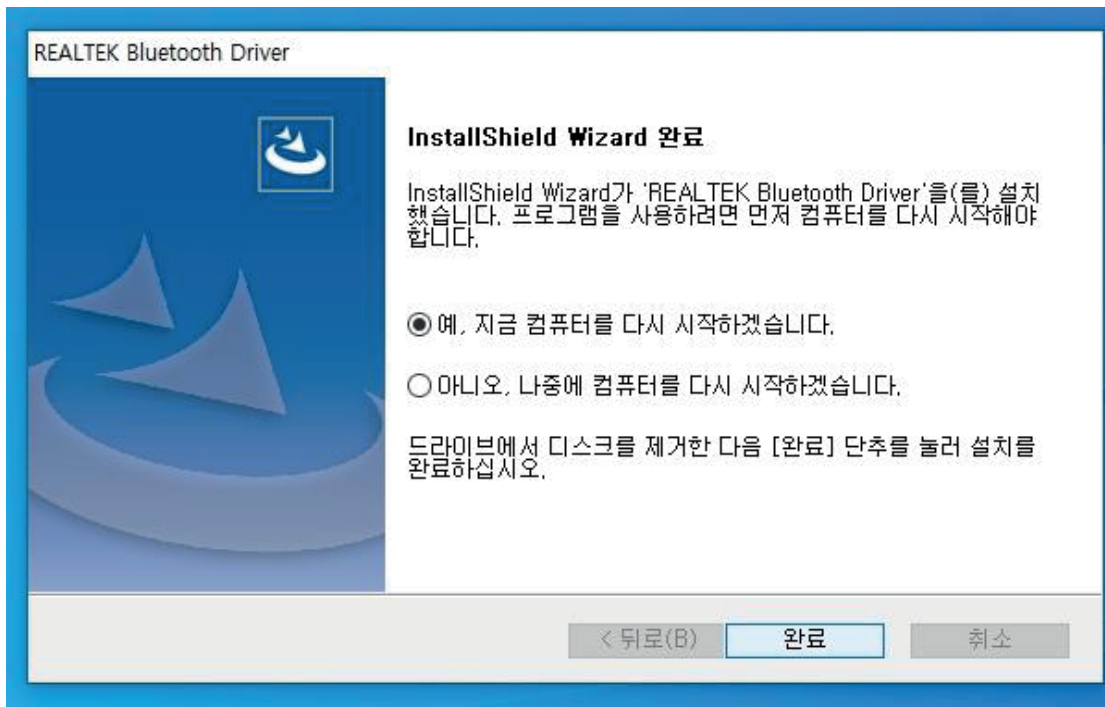 REALTEK Bluetooth Driver
InstallShield Wizard 완료
InstallShield Wizard가 'REALTEK Bluetooth Driver'을(를) 설치
했습니다. 프로그램을 사용하려면 먼저 컴퓨터를 다시 시작해야
합니다.
예, 지금 컴퓨터를 다시 시작하겠습니다.
아니오, 나중에 컴퓨터를 다시 시작하겠습니다.
드라이브에서 디스크를 제거한 다음 [완료] 단추를 눌러 설치를
완료하십시오.
< 뒤로(B) 완료 취소